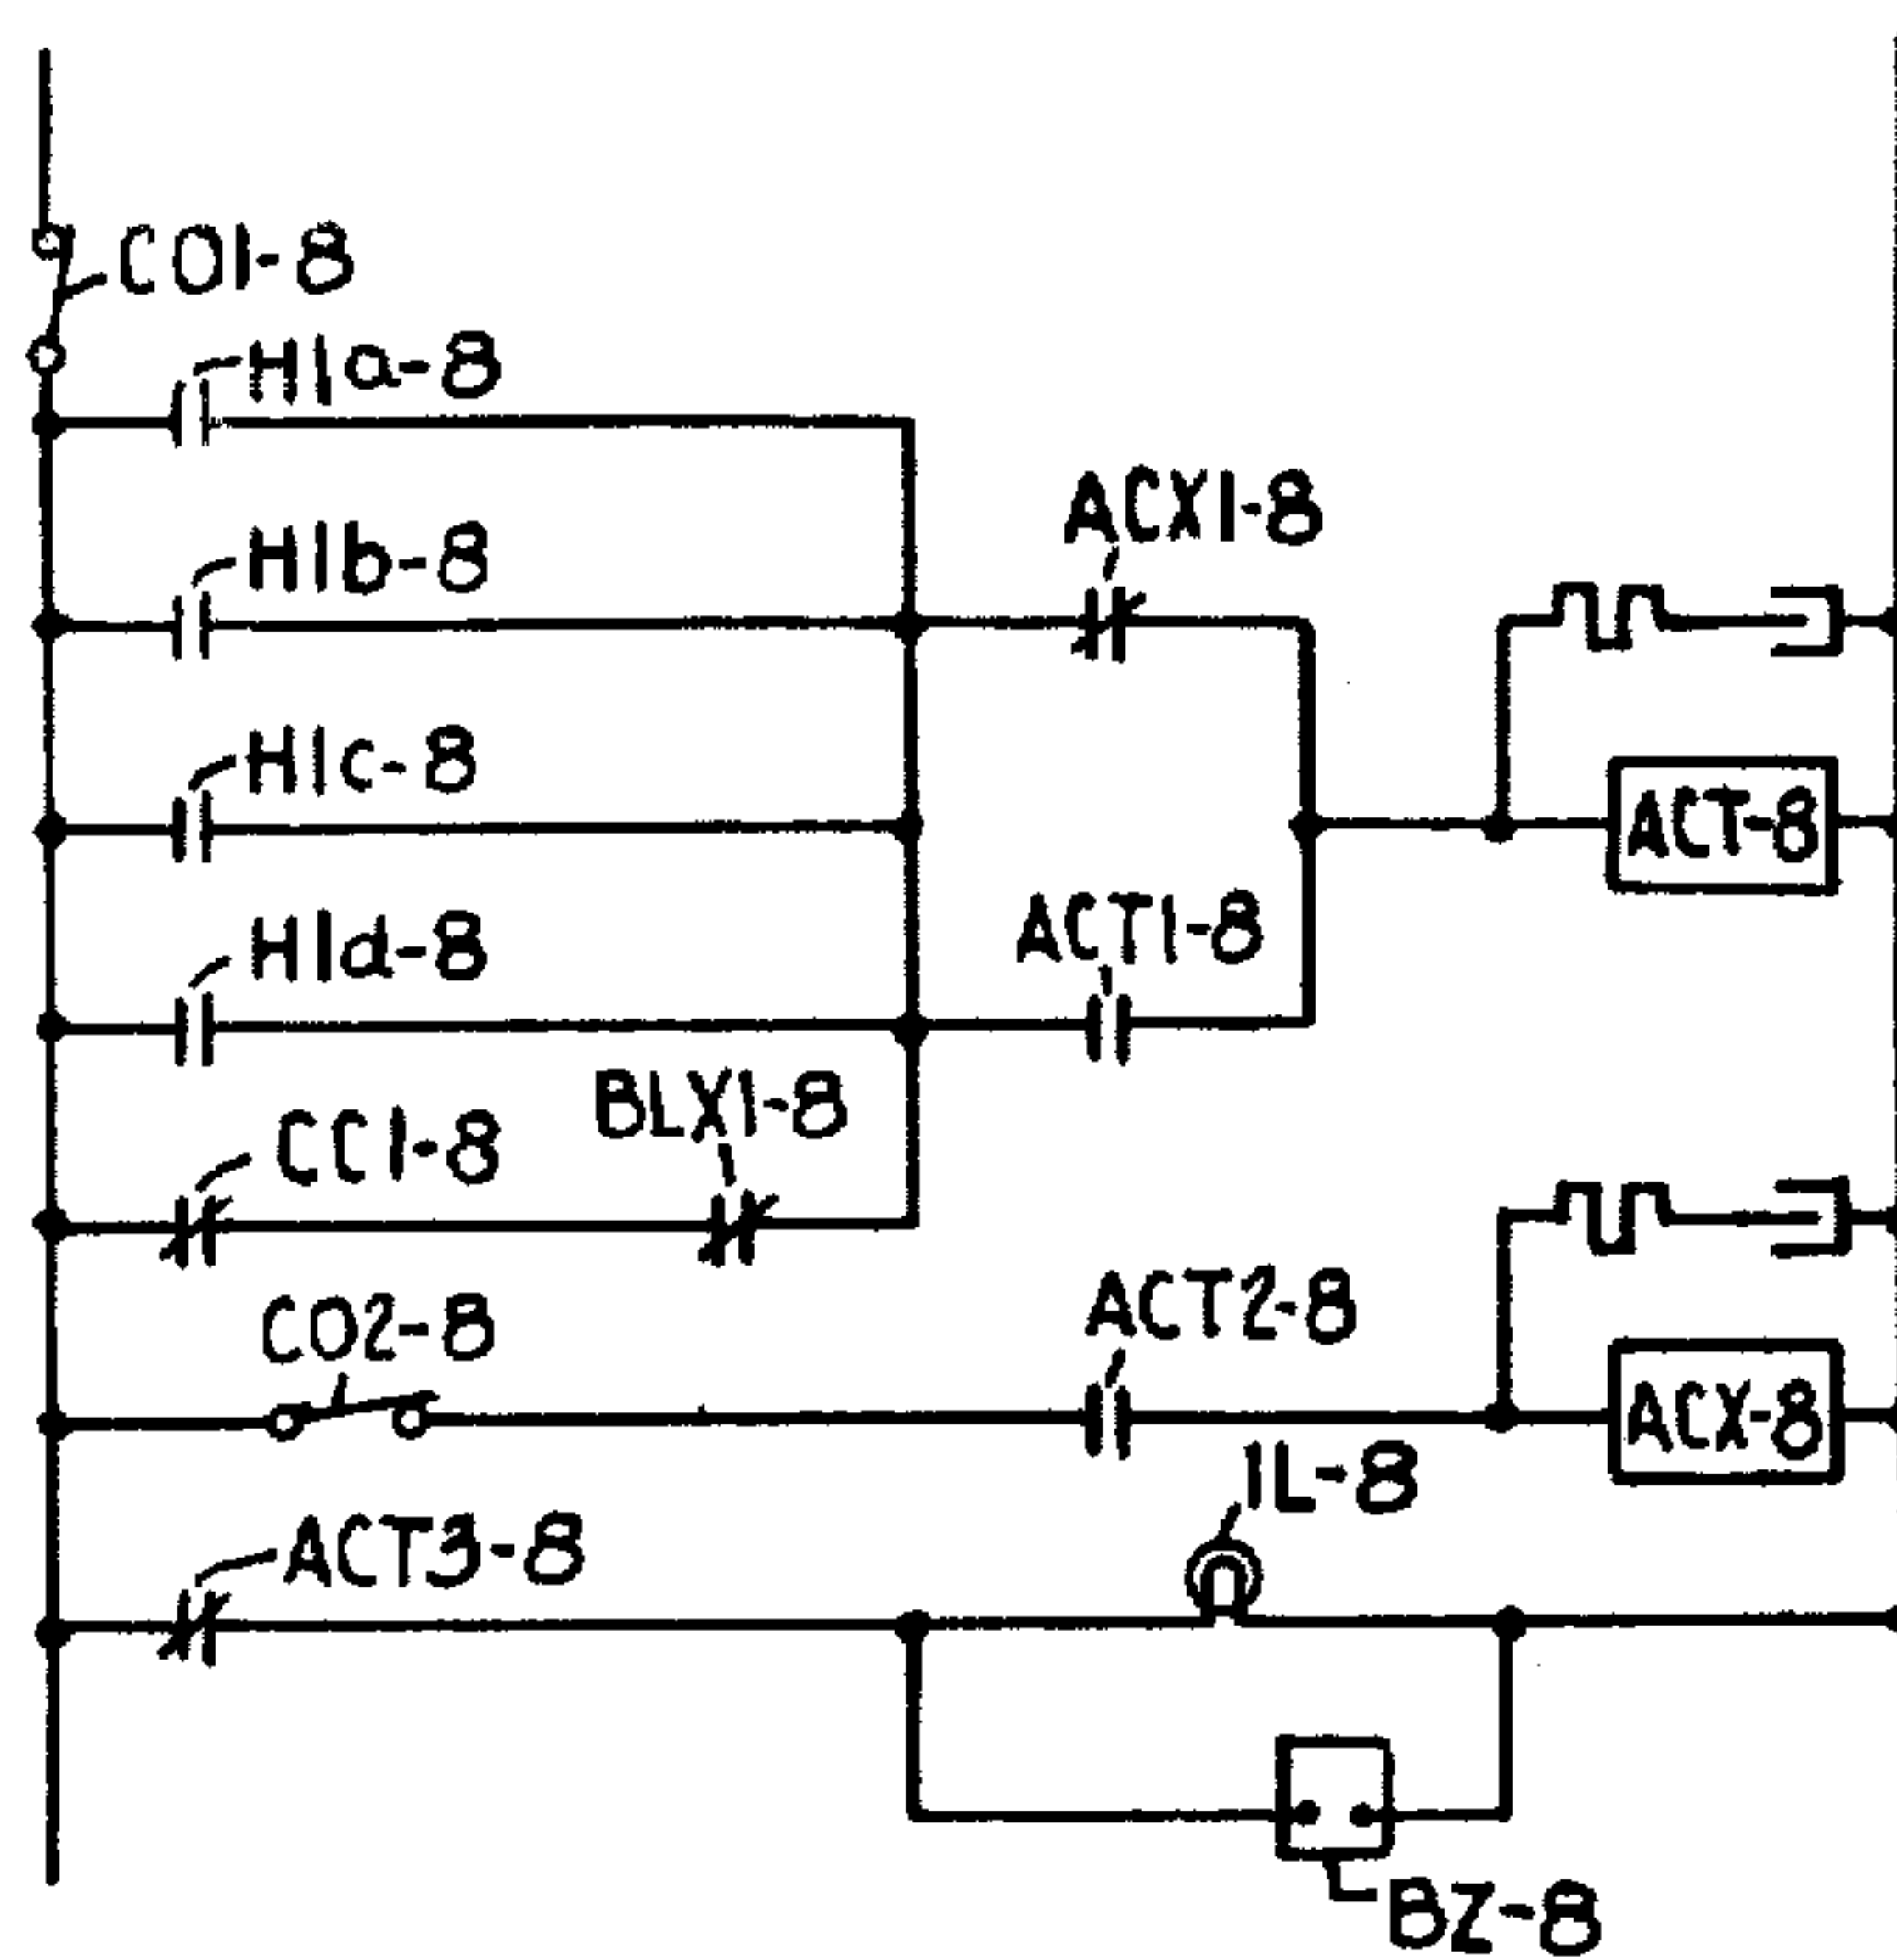 CO1-8
H1a-8
ACX1-8
H1b-8
H1c-8
ACT-8
ACT1-8
H1d-8
BLX1-8
CC1-8
ACT2-8
CO2-8
ACX-8
IL-8
ACT3-8
BZ-8